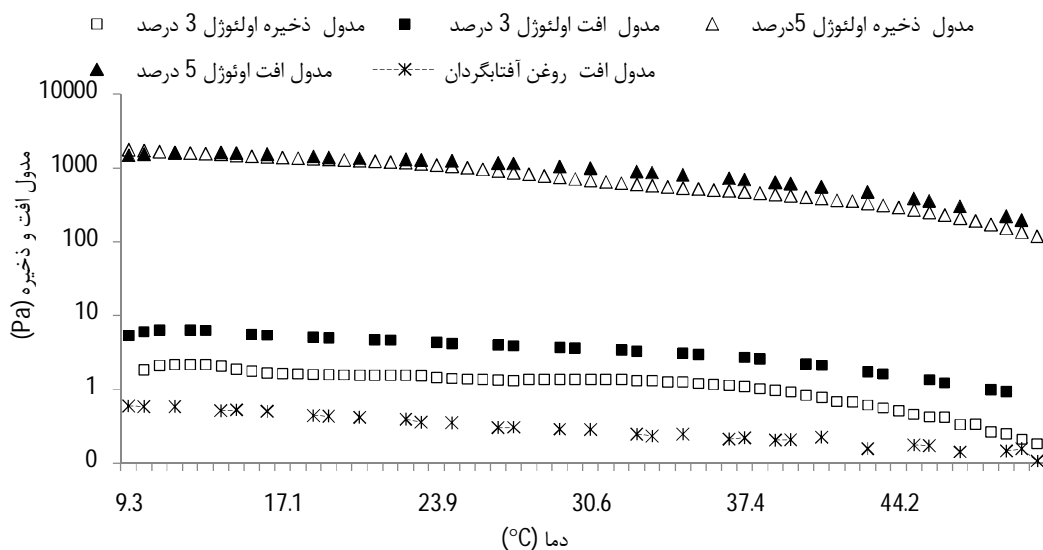 مدول ذخیره اولئوژل 3 درصد مدول افت اولئوژل 3 درصد مدول ذخیره اولئوژل 5درصد
مدول افت اوئوژل 5 درصد مدول افت روغن آفتابگردان
مدول افت و ذخیره (Pa)
10000
1000
100
10
1
0
9.3 17.1 23.9 30.6 37.4 44.2
دما (°C)